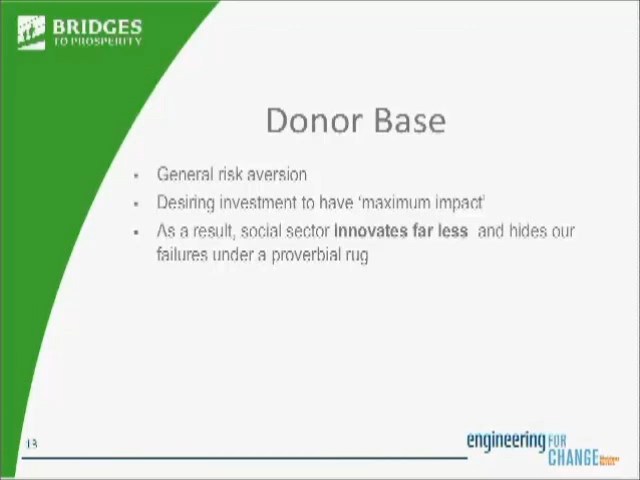 BRIDGES
TO PROSPERITY
Donor Base
• General risk aversion
• Desiring investment to have ‘maximum impact’
• As a result, social sector innovates far less and hides our
failures under a proverbial rug
13
engineering FOR
CHANGE